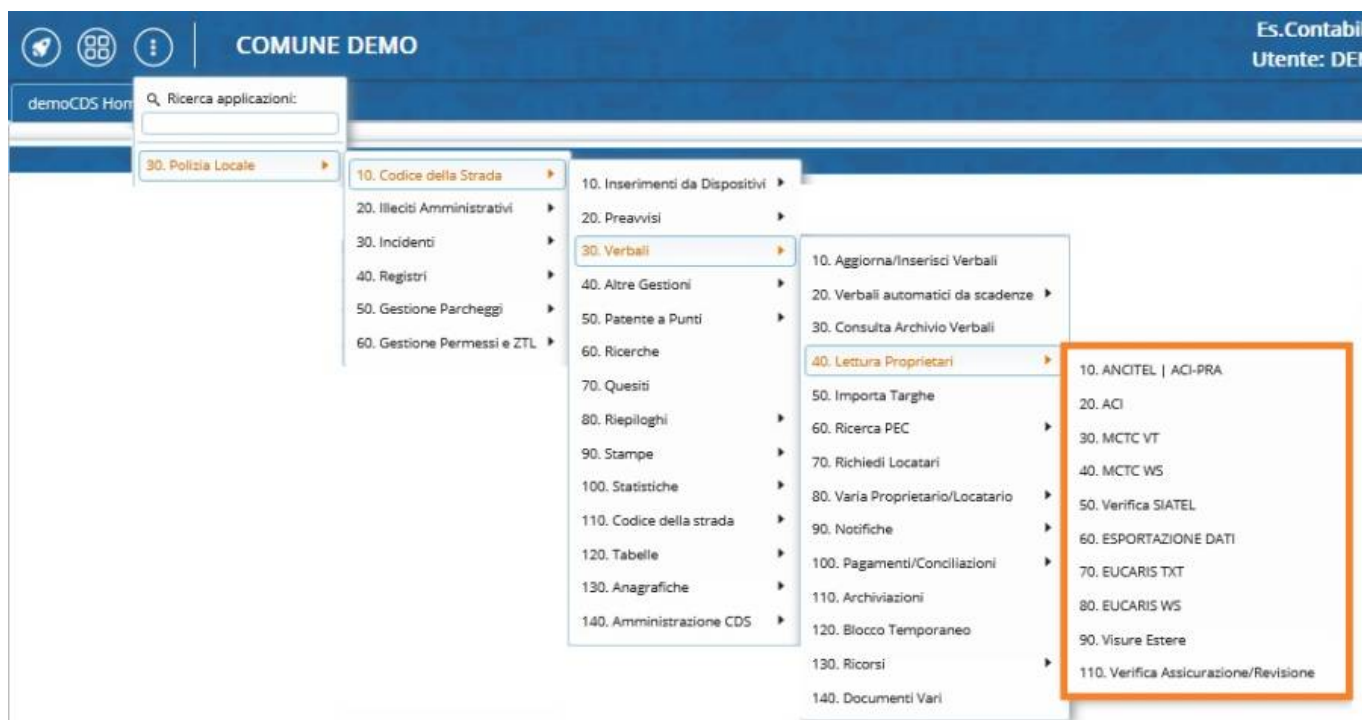 COMUNE DEMO
Es.Contabil
Utente: DEI
demoCDS Hom
Ricerca applicazioni:
30. Polizia Locale
10. Codice della Strada
20. Illeciti Amministrativi
30. Incidenti
40. Registri
50. Gestione Parcheggi
60. Gestione Permessi e ZTL
10. Inserimenti da Dispositivi
20. Preavvisi
30. Verbali
40. Altre Gestioni
50. Patente a Punti
60. Ricerche
70. Quesiti
80. Riepiloghi
90. Stampe
100. Statistiche
110. Codice della strada
120. Tabelle
130. Anagrafiche
140. Amministrazione CDS
10. Aggiorna/Inserisci Verbali
20. Verbali automatici da scadenze
30. Consulta Archivio Verbali
40. Lettura Proprietari
50. Importa Targhe
60. Ricerca PEC
70. Richiedi Locatari
80. Varia Proprietario/Locatario
90. Notifiche
100. Pagamenti/Conciliazioni
110. Archiviazioni
120. Blocco Temporaneo
130. Ricorsi
140. Documenti Vari
10. ANCITEL | ACI-PRA
20. ACI
30. MCTC VT
40. MCTC WS
50. Verifica SIATEL
60. ESPORTAZIONE DATI
70. EUCARIS TXT
80. EUCARIS WS
90. Visure Estere
110. Verifica Assicurazione/Revisione